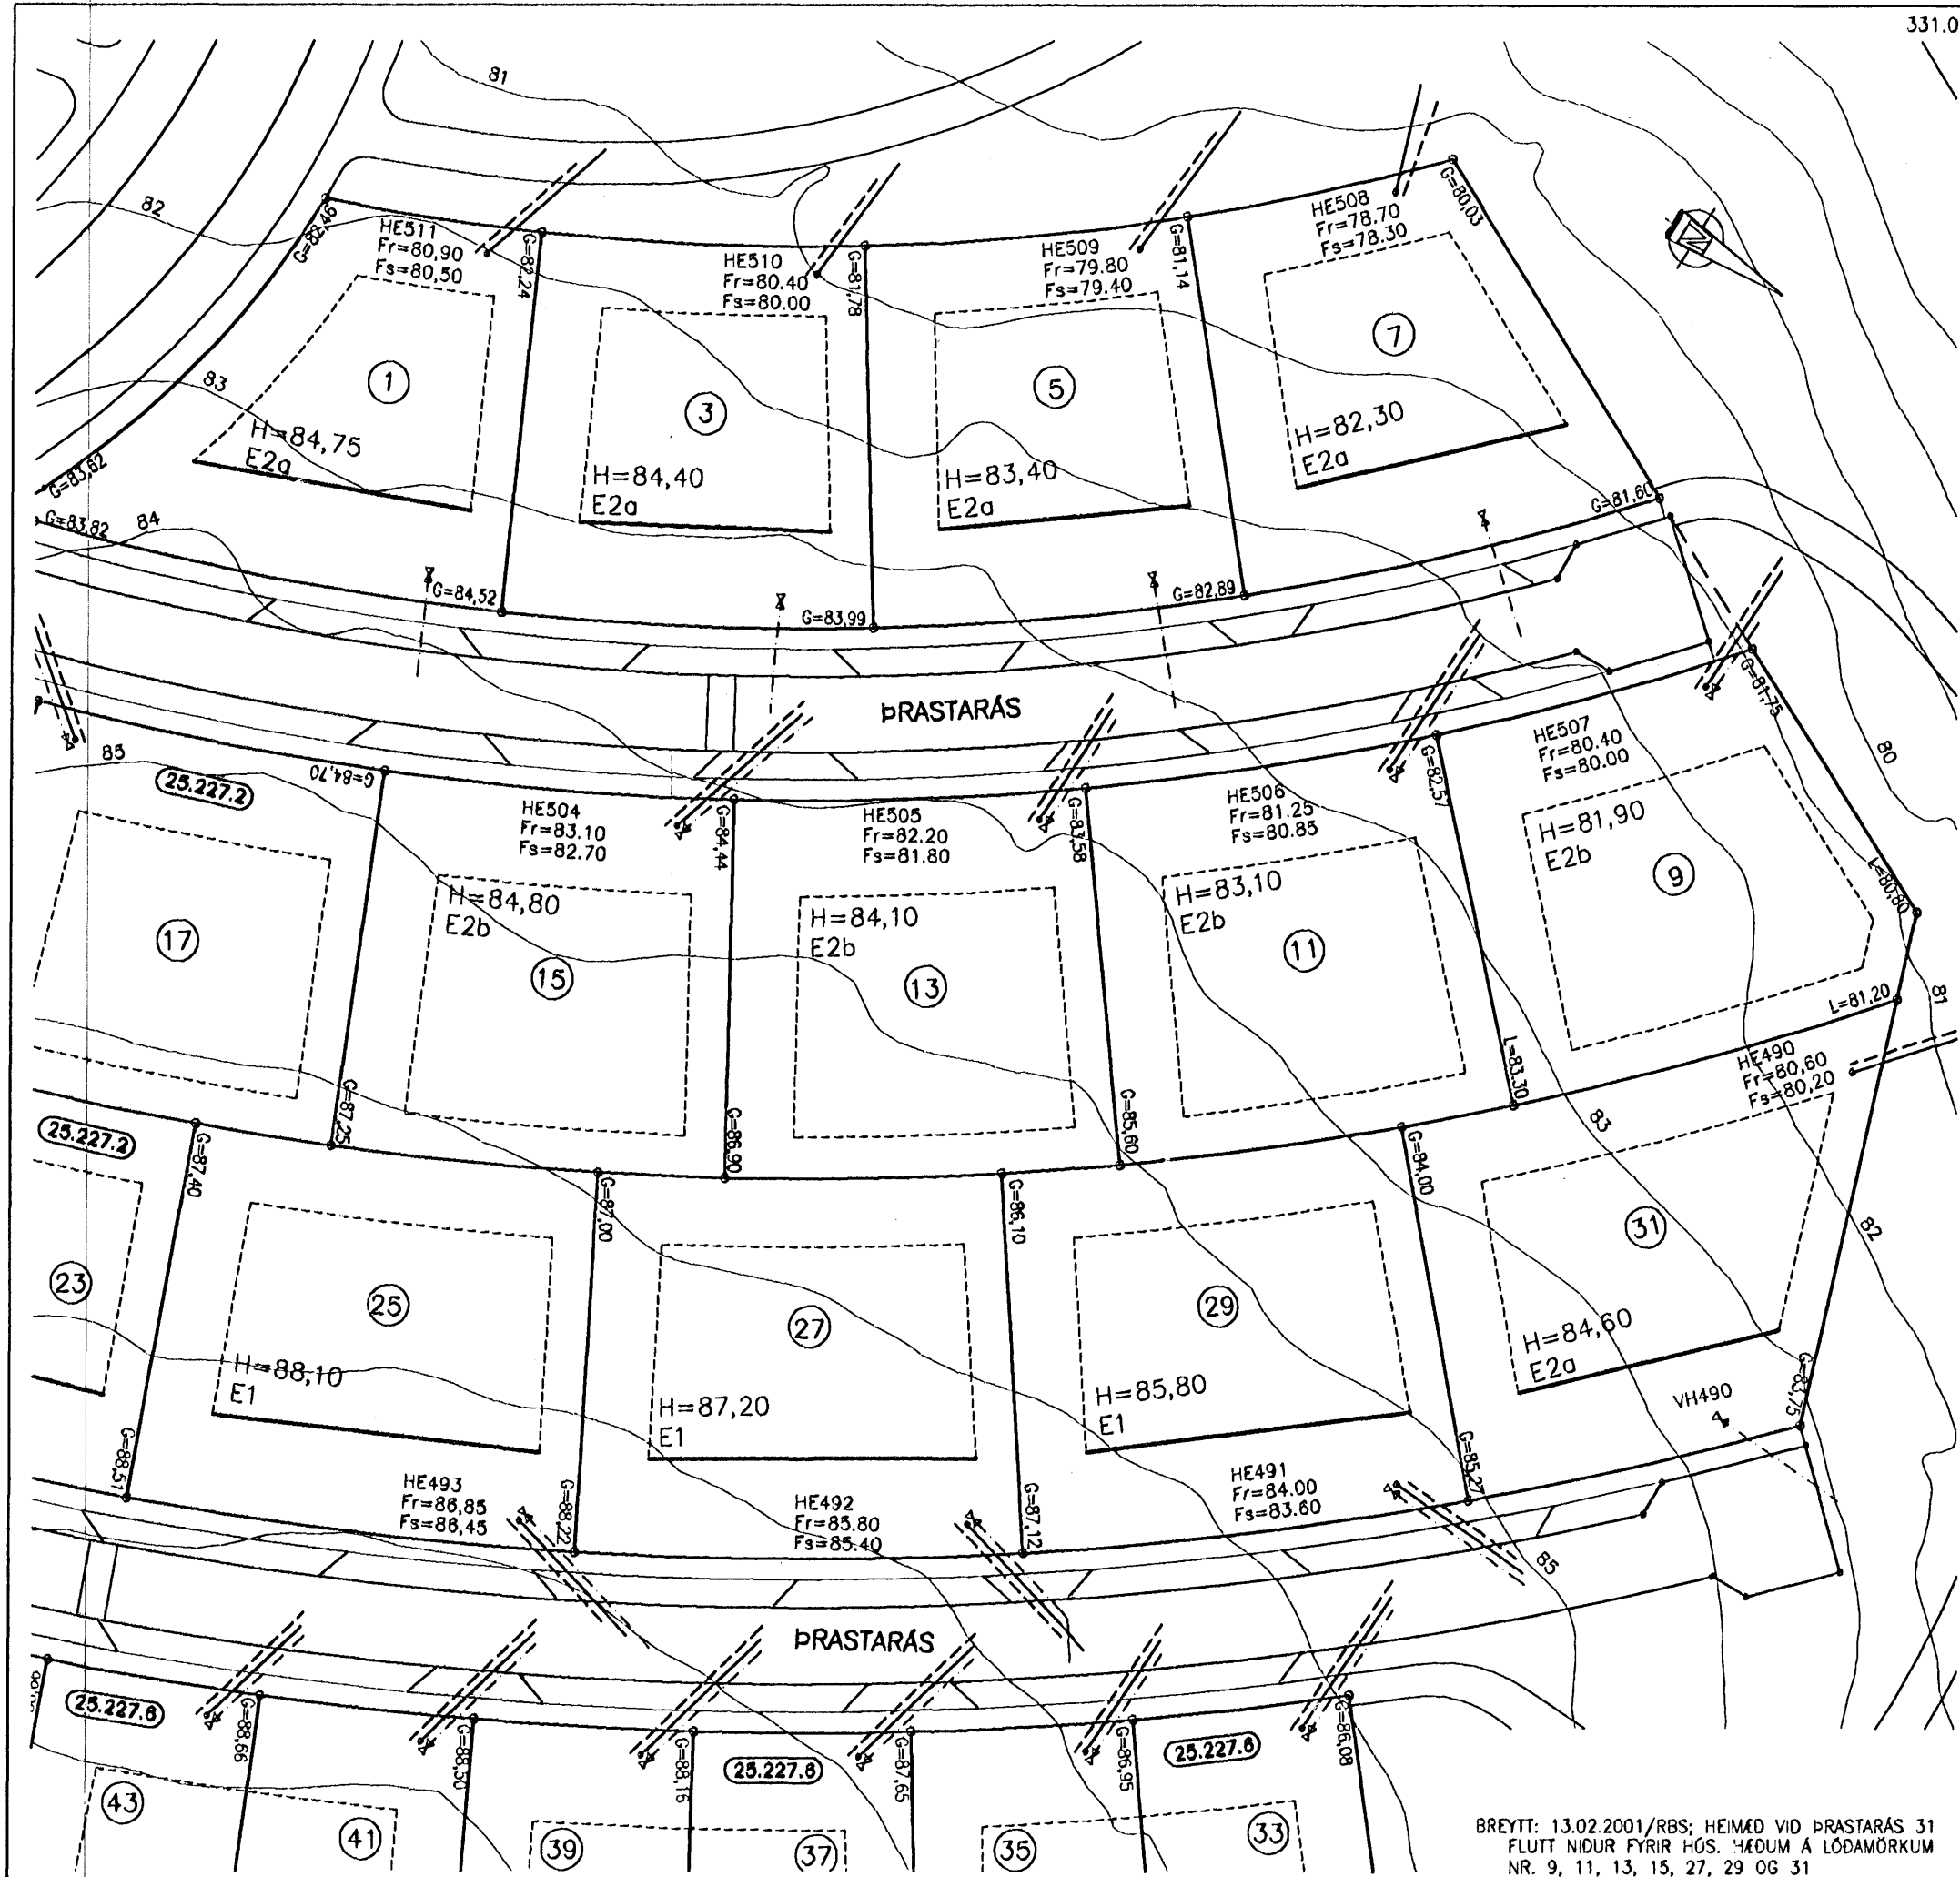 331.0
81
82
HE511
Fr=80,90
Fs=80,50
G=82,46
G=82,24
HE510
Fr=80.40
Fs=80.00
G=81,78
HE509
Fr=79.80
Fs=79.40
G=81,14
HE508
Fr=78.70
Fs=78.30
G=80,03
N
83
1
H=84,75
E2a
3
H=84,40
E2a
5
H=83,40
E2a
7
H=82,30
E2a
G=83,62
G=83,82
84
G=84,52
G=83,99
G=82,89
G=81,60
ÞRASTARÁS
85
25.227.2
G=84,70
HE504
Fr=83.10
Fs=82.70
G=84,44
HE505
Fr=82.20
Fs=81.80
G=83,58
HE506
Fr=81.25
Fs=80.85
G=82,57
HE507
Fr=80.40
Fs=80.00
G=81,75
80
17
H=84,80
E2b
15
H=84,10
E2b
13
H=83,10
E2b
11
H=81,90
E2b
9
L=80,80
L=81,20
81
G=87,25
G=86,90
G=85,60
L=83,30
HE490
Fr=80,60
Fs=80,20
25.227.2
G=87,40
G=87,00
G=86,10
G=84,00
83
82
23
25
H=88,10
E1
27
H=87,20
E1
29
H=85,80
E1
31
H=84,60
E2a
G=83,75
VH490
G=88,51
HE493
Fr=86,85
Fs=86,45
G=88,22
HE492
Fr=85.80
Fs=85.40
G=87,12
HE491
Fr=84.00
Fs=83.60
G=85,27
85
ÞRASTARÁS
25.227.6
G=88,66
G=88,50
G=88,16
25.227.6
G=87,65
G=86,95
25.227.6
G=86,08
43
41
39
37
35
33
BREYTT: 13.02.2001/RBS; HEIMÆÐ VIÐ ÞRASTARÁS 31
FLUTT NIÐUR FYRIR HÚS. HÆÐUM Á LÓÐAMÖRKUM
NR. 9, 11, 13, 15, 27, 29 OG 31